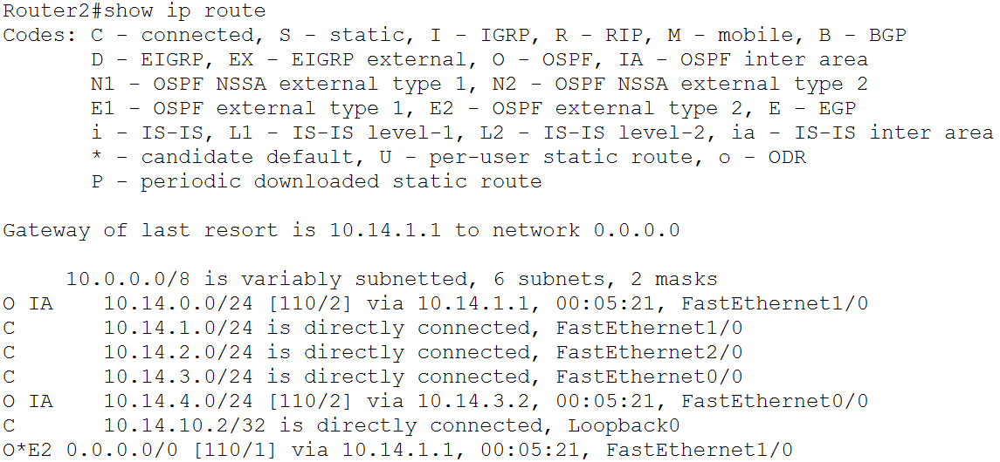 Router2#show ip route
Codes: C - connected, S - static, I - IGRP, R - RIP, M - mobile, B - BGP
D - EIGRP, EX - EIGRP external, O - OSPF, IA - OSPF inter area
N1 - OSPF NSSA external type 1, N2 - OSPF NSSA external type 2
E1 - OSPF external type 1, E2 - OSPF external type 2, E - EGP
i - IS-IS, L1 - IS-IS level-1, L2 - IS-IS level-2, ia - IS-IS inter area
* - candidate default, U - per-user static route, o - ODR
P - periodic downloaded static route
Gateway of last resort is 10.14.1.1 to network 0.0.0.0
10.0.0.0/8 is variably subnetted, 6 subnets, 2 masks
O IA 10.14.0.0/24 [110/2] via 10.14.1.1, 00:05:21, FastEthernet1/0
C 10.14.1.0/24 is directly connected, FastEthernet1/0
C 10.14.2.0/24 is directly connected, FastEthernet2/0
C 10.14.3.0/24 is directly connected, FastEthernet0/0
O IA 10.14.4.0/24 [110/2] via 10.14.3.2, 00:05:21, FastEthernet0/0
C 10.14.10.2/32 is directly connected, Loopback0
O*E2 0.0.0.0/0 [110/1] via 10.14.1.1, 00:05:21, FastEthernet1/0